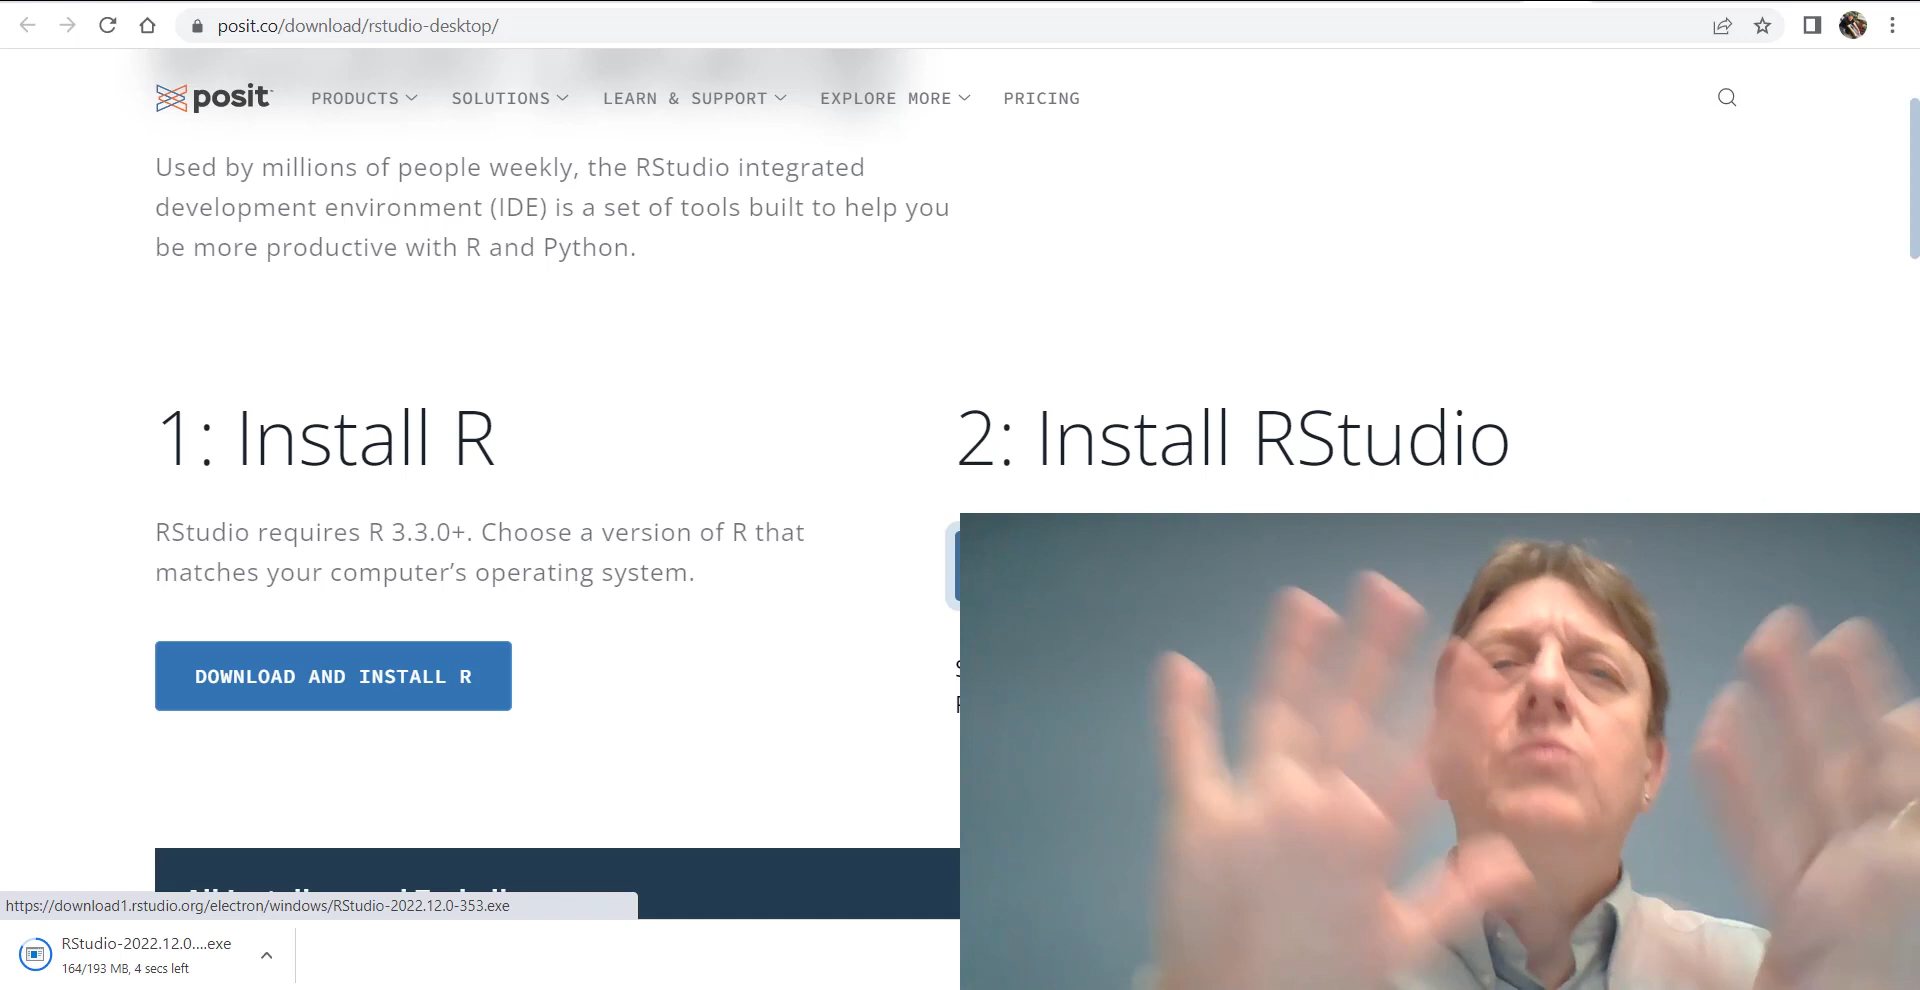 posit.co/download/rstudio-desktop/
posit
PRODUCTS
SOLUTIONS
LEARN & SUPPORT
EXPLORE MORE
PRICING
Used by millions of people weekly, the RStudio integrated
development environment (IDE) is a set of tools built to help you
be more productive with R and Python.
1: Install R
2: Install RStudio
RStudio requires R 3.3.0+. Choose a version of R that
matches your computer’s operating system.
DOWNLOAD AND INSTALL R
https://download1.rstudio.org/electron/windows/RStudio-2022.12.0-353.exe
RStudio-2022.12.0....exe
164/193 MB, 4 secs left